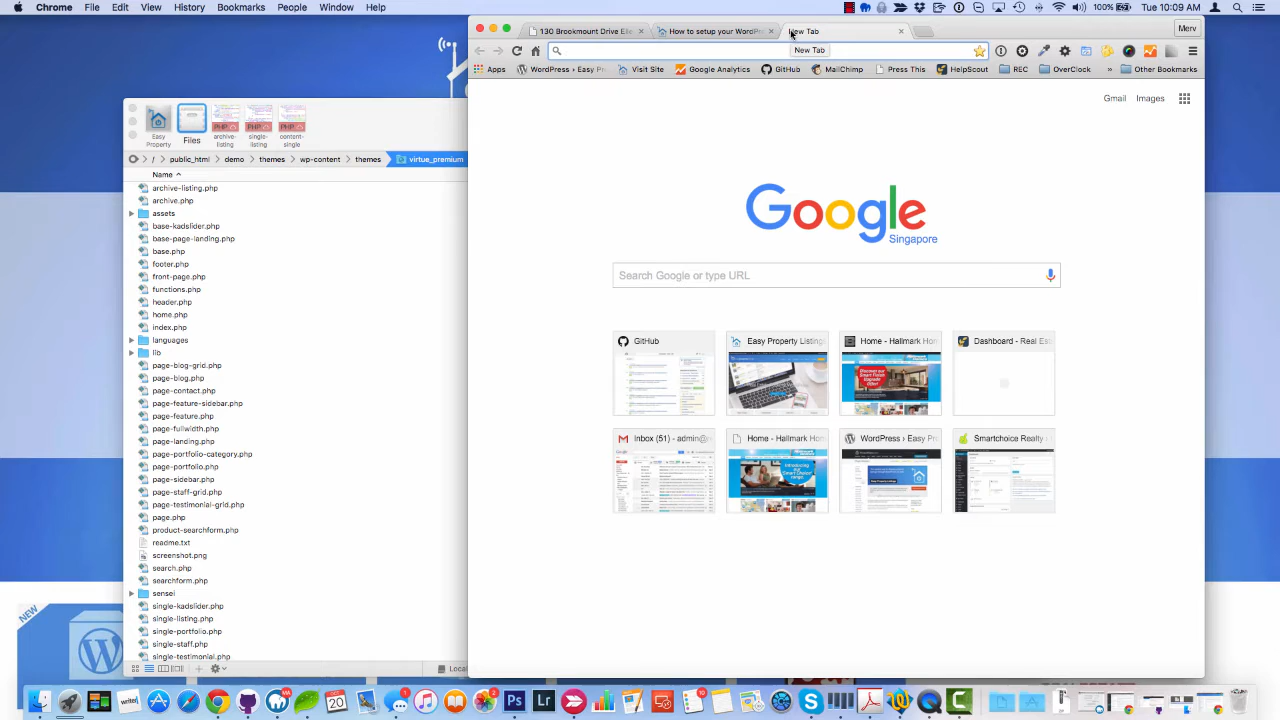 Chrome File Edit View History Bookmarks People Window Help
100% Tue 10:09 AM
130 Brookmount Drive Ele
How to setup your WordPr
New Tab
Merv
New Tab
Apps
WordPress › Easy Pr
Visit Site
Google Analytics
GitHub
MailChimp
Press This
HelpScout
REC
OverClock
»
Other Bookmarks
Gmail Images
Google
Singapore
Search Google or type URL
GitHub
Easy Property Listings
Home - Hallmark Hom
Dashboard - Real Est
Inbox (51) - admin@r
Home - Hallmark Hom
WordPress › Easy Pr
Smartchoice Realty ›
Easy Property
Files
archive-listing
single-listing
content-single
/ public_html demo themes wp-content themes virtue_premium
Name
archive-listing.php
archive.php
assets
base-kadslider.php
base-page-landing.php
base.php
footer.php
front-page.php
functions.php
header.php
home.php
index.php
languages
lib
page-blog-grid.php
page-blog.php
page-contact.php
page-feature-sidebar.php
page-feature.php
page-fullwidth.php
page-landing.php
page-portfolio-category.php
page-portfolio.php
page-sidebar.php
page-staff-grid.php
page-testimonial-grid.php
page.php
product-searchform.php
readme.txt
screenshot.png
search.php
searchform.php
sensei
single-kadslider.php
single-listing.php
single-portfolio.php
single-staff.php
single-testimonial.php
Loca
NEW